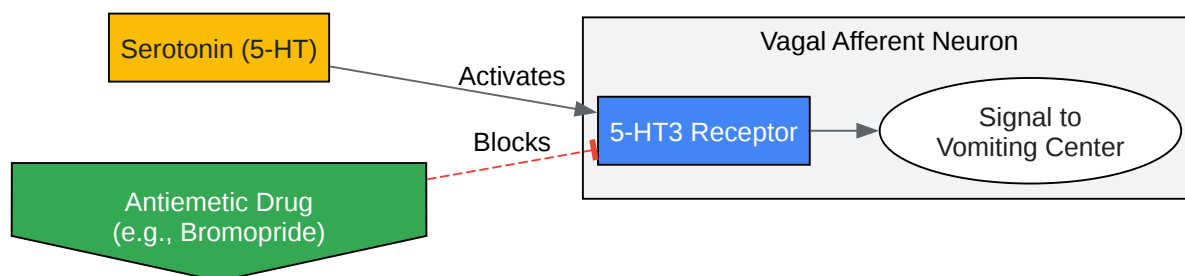 Serotonin (5-HT)
Activates
Vagal Afferent Neuron
5-HT3 Receptor
Signal to
Vomiting Center
Blocks
Antiemetic Drug
(e.g., Bromopride)